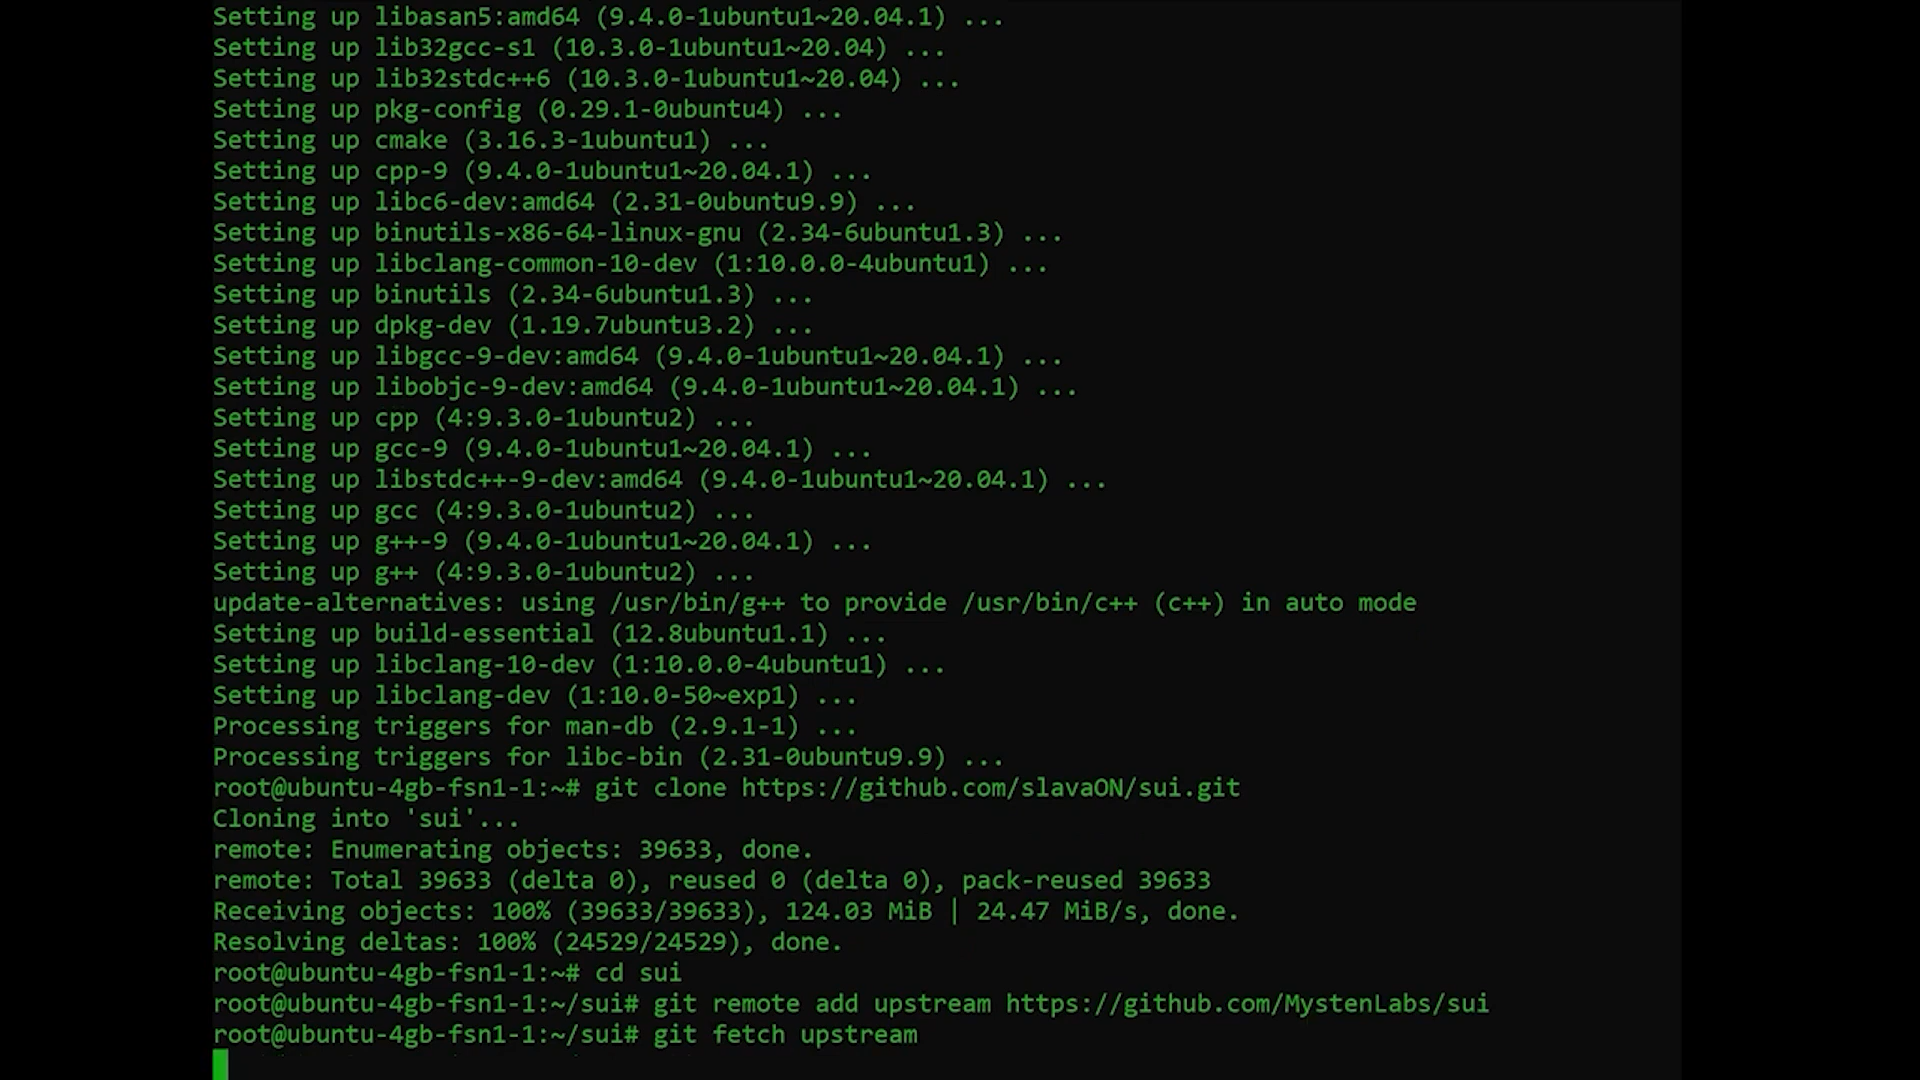 Setting up libasan5:amd64 (9.4.0-1ubuntu1~20.04.1) ...
Setting up lib32gcc-s1 (10.3.0-1ubuntu1~20.04) ...
Setting up lib32stdc++6 (10.3.0-1ubuntu1~20.04) ...
Setting up pkg-config (0.29.1-0ubuntu4) ...
Setting up cmake (3.16.3-1ubuntu1) ...
Setting up cpp-9 (9.4.0-1ubuntu1~20.04.1) ...
Setting up libc6-dev:amd64 (2.31-0ubuntu9.9) ...
Setting up binutils-x86-64-linux-gnu (2.34-6ubuntu1.3) ...
Setting up libclang-common-10-dev (1:10.0.0-4ubuntu1) ...
Setting up binutils (2.34-6ubuntu1.3) ...
Setting up dpkg-dev (1.19.7ubuntu3.2) ...
Setting up libgcc-9-dev:amd64 (9.4.0-1ubuntu1~20.04.1) ...
Setting up libobjc-9-dev:amd64 (9.4.0-1ubuntu1~20.04.1) ...
Setting up cpp (4:9.3.0-1ubuntu2) ...
Setting up gcc-9 (9.4.0-1ubuntu1~20.04.1) ...
Setting up libstdc++-9-dev:amd64 (9.4.0-1ubuntu1~20.04.1) ...
Setting up gcc (4:9.3.0-1ubuntu2) ...
Setting up g++-9 (9.4.0-1ubuntu1~20.04.1) ...
Setting up g++ (4:9.3.0-1ubuntu2) ...
update-alternatives: using /usr/bin/g++ to provide /usr/bin/c++ (c++) in auto mode
Setting up build-essential (12.8ubuntu1.1) ...
Setting up libclang-10-dev (1:10.0.0-4ubuntu1) ...
Setting up libclang-dev (1:10.0-50~exp1) ...
Processing triggers for man-db (2.9.1-1) ...
Processing triggers for libc-bin (2.31-0ubuntu9.9) ...
root@ubuntu-4gb-fsn1-1:~# git clone https://github.com/slavaON/sui.git
Cloning into 'sui'...
remote: Enumerating objects: 39633, done.
remote: Total 39633 (delta 0), reused 0 (delta 0), pack-reused 39633
Receiving objects: 100% (39633/39633), 124.03 MiB | 24.47 MiB/s, done.
Resolving deltas: 100% (24529/24529), done.
root@ubuntu-4gb-fsn1-1:~# cd sui
root@ubuntu-4gb-fsn1-1:~/sui# git remote add upstream https://github.com/MystenLabs/sui
root@ubuntu-4gb-fsn1-1:~/sui# git fetch upstream